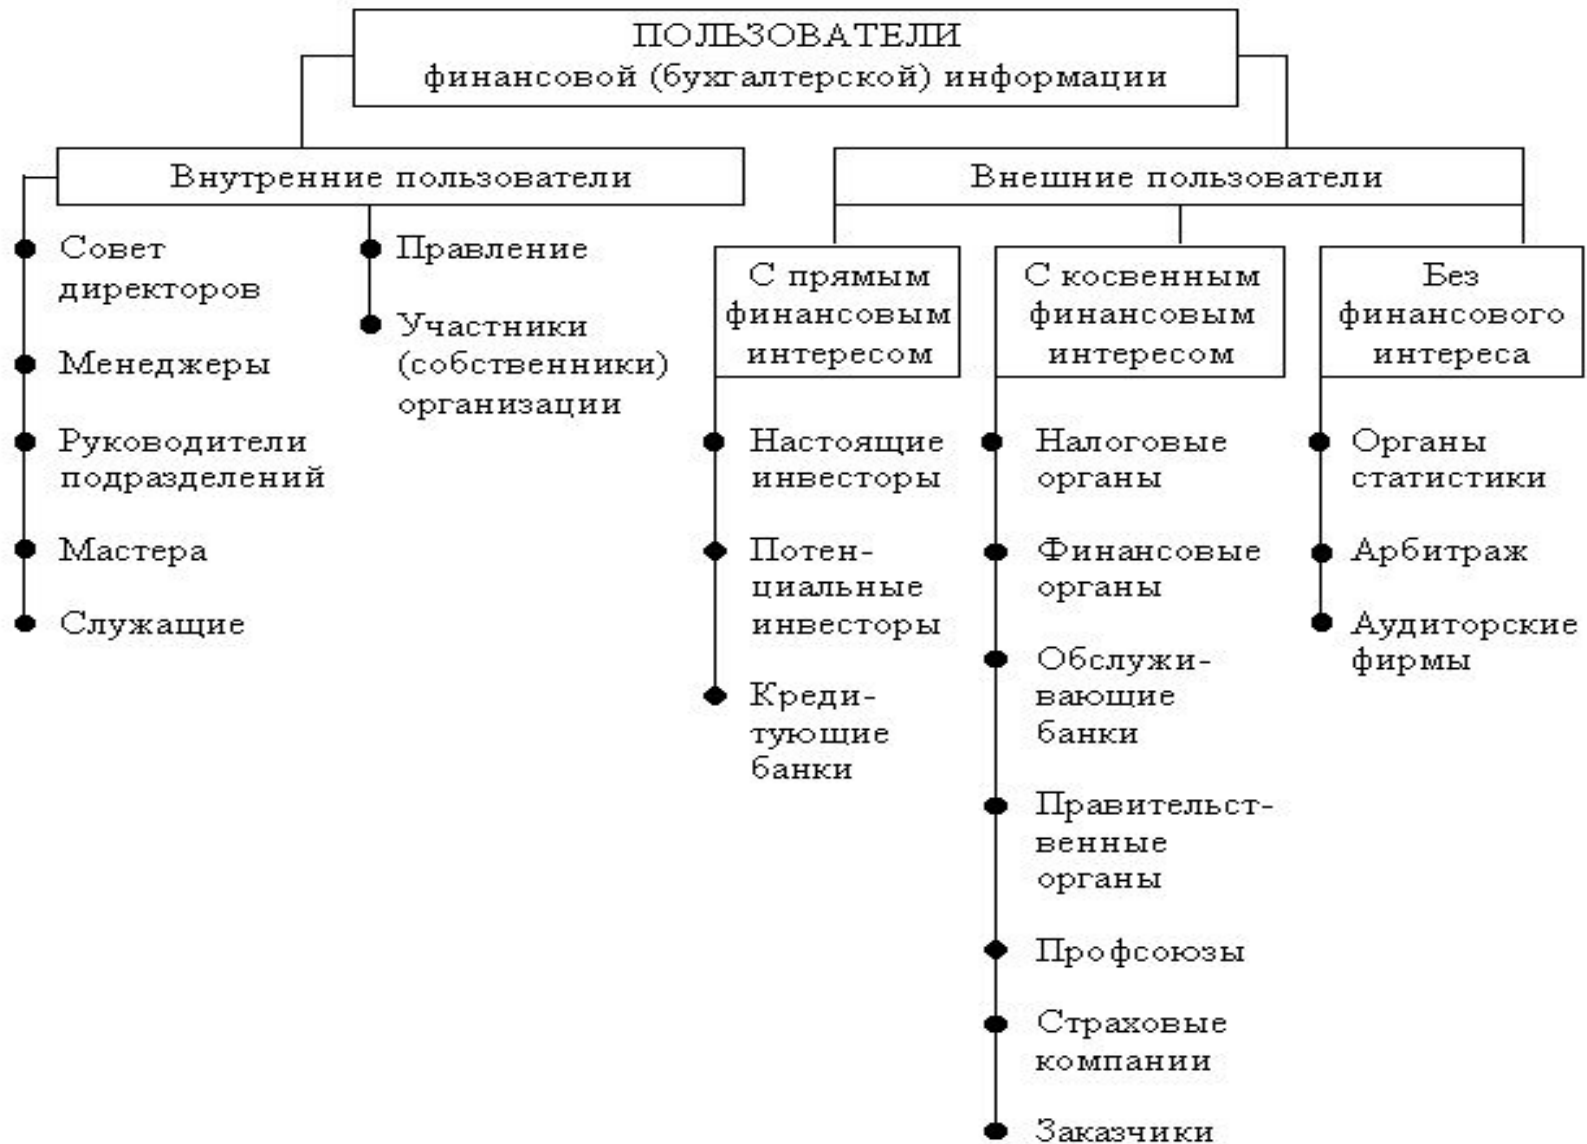 ПОЛЬЗОВАТЕЛИ
финансовой (бухгалтерской) информации
Внутренние пользователи
Совет
директоров
Менеджеры
Руководители
подразделений
Мастера
Служащие
Правление
Участники
(собственники)
организации
Внешние пользователи
С прямым
финансовым
интересом
Настоящие
инвесторы
Потен-
циальные
инвесторы
Креди-
тующие
банки
С косвенным
финансовым
интересом
Налоговые
органы
Финансовые
органы
Обслужи-
вающие
банки
Правительст-
венные
органы
Профсоюзы
Страховые
компании
Заказчики
Без
финансового
интереса
Органы
статистики
Арбитраж
Аудиторские
фирмы